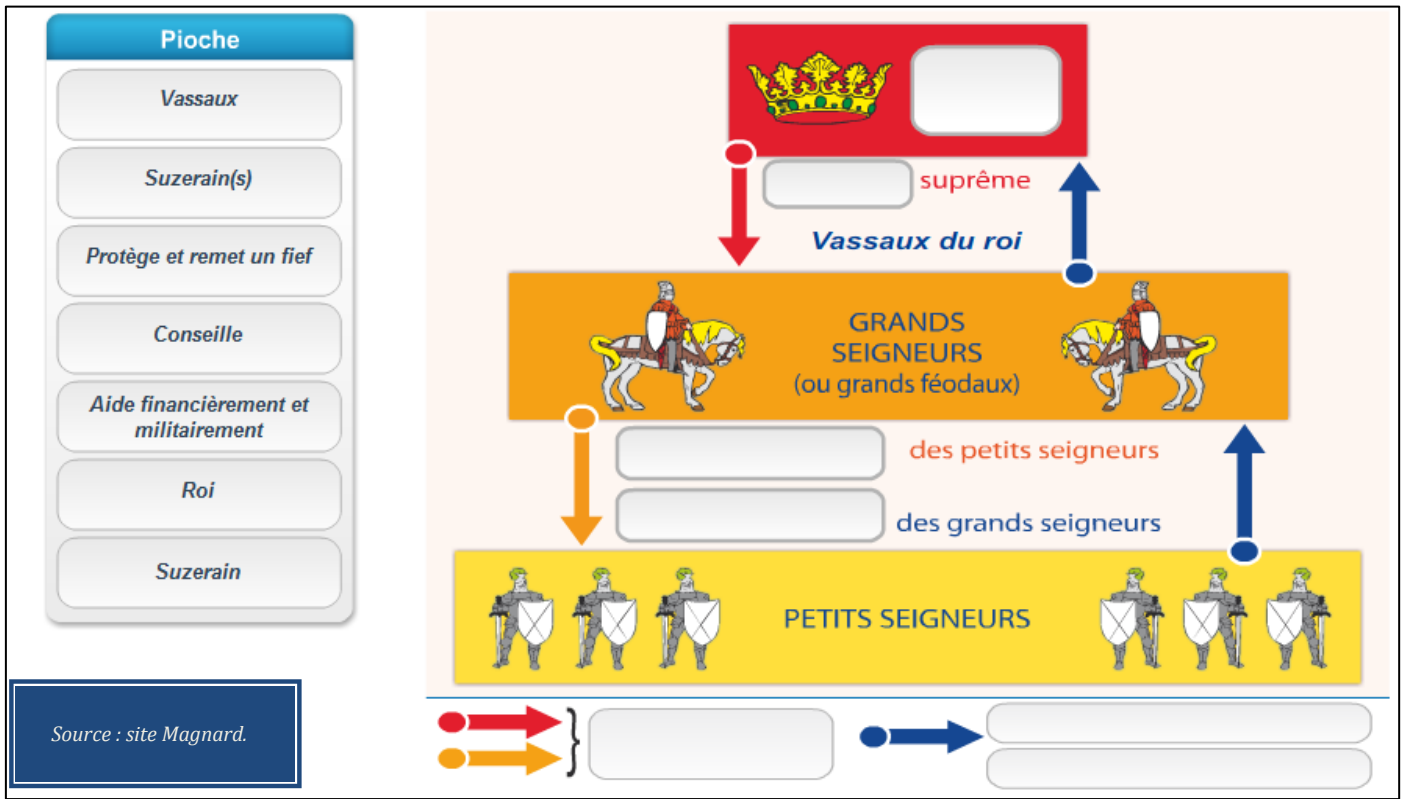 Pioche
Vassaux
Suzerain(s)
Protège et remet un fief
Conseille
Aide financièrement et
militairement
Roi
Suzerain
Source : site Magnard.
suprême
Vassaux du roi
GRANDS
SEIGNEURS
(ou grands féodaux)
des petits seigneurs
des grands seigneurs
PETITS SEIGNEURS